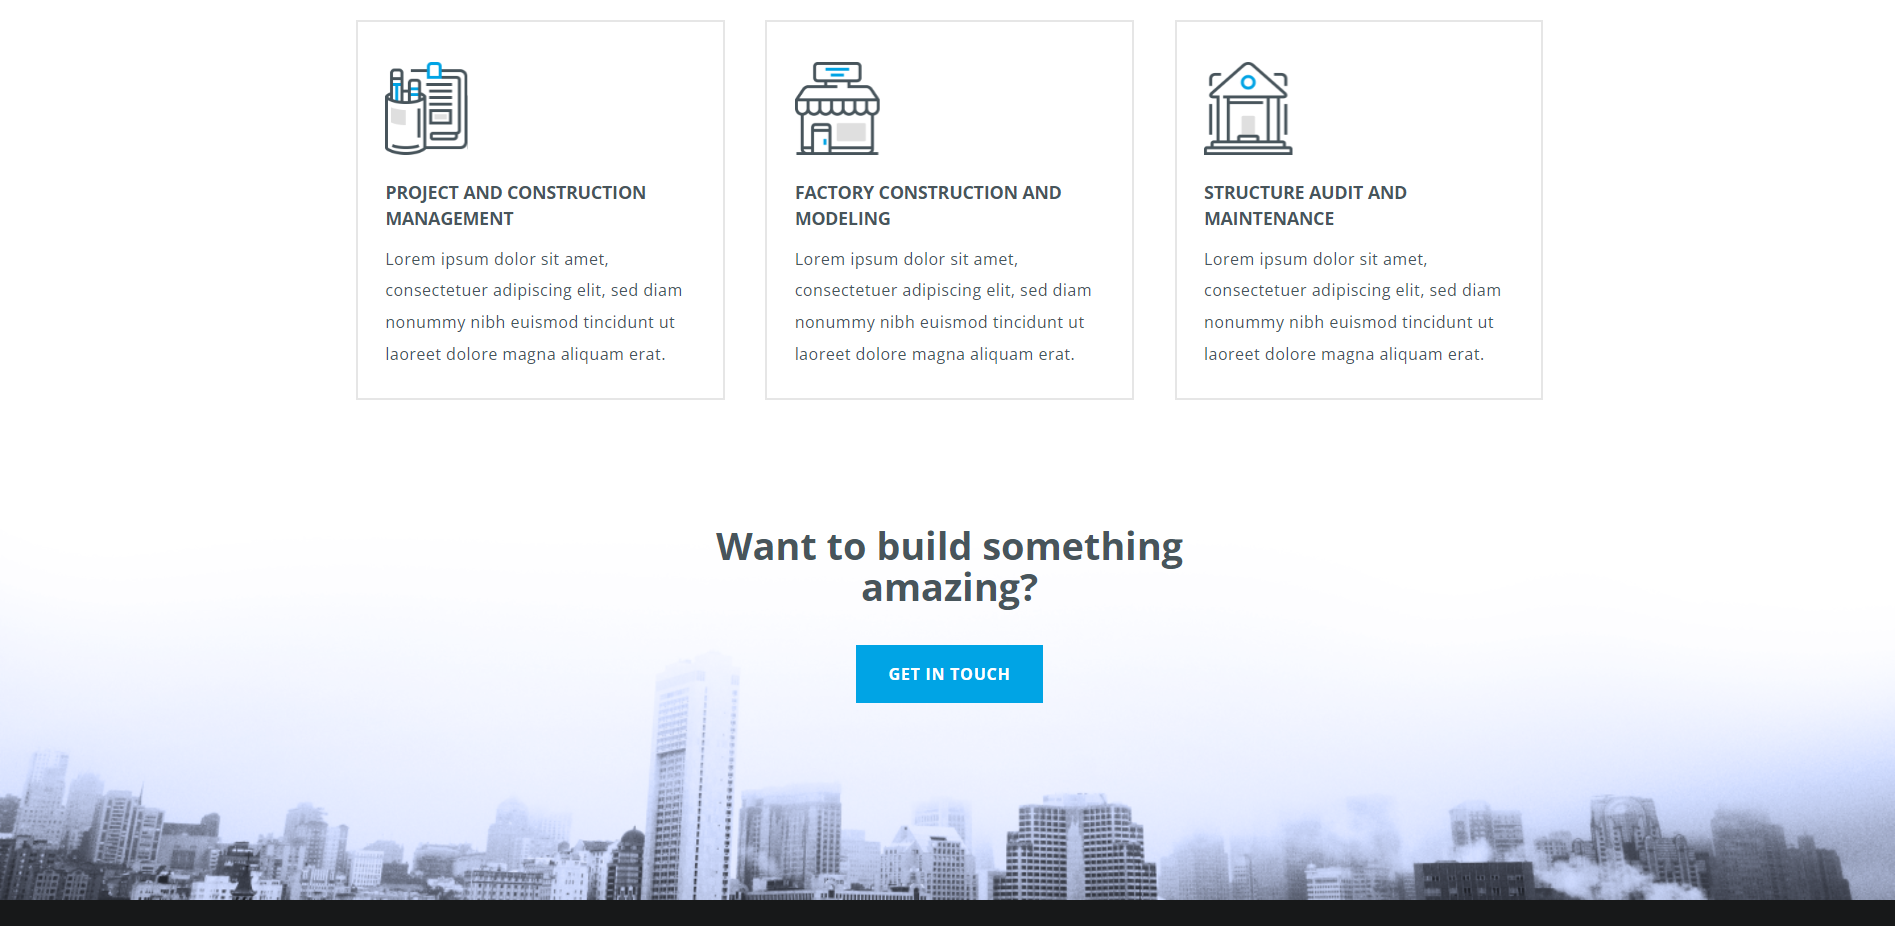 PROJECT AND CONSTRUCTION
MANAGEMENT
Lorem ipsum dolor sit amet,
consectetuer adipiscing elit, sed diam
nonummy nibh euismod tincidunt ut
laoreet dolore magna aliquam erat.
FACTORY CONSTRUCTION AND
MODELING
Lorem ipsum dolor sit amet,
consectetuer adipiscing elit, sed diam
nonummy nibh euismod tincidunt ut
laoreet dolore magna aliquam erat.
STRUCTURE AUDIT AND
MAINTENANCE
Lorem ipsum dolor sit amet,
consectetuer adipiscing elit, sed diam
nonummy nibh euismod tincidunt ut
laoreet dolore magna aliquam erat.
Want to build something
amazing?
GET IN TOUCH